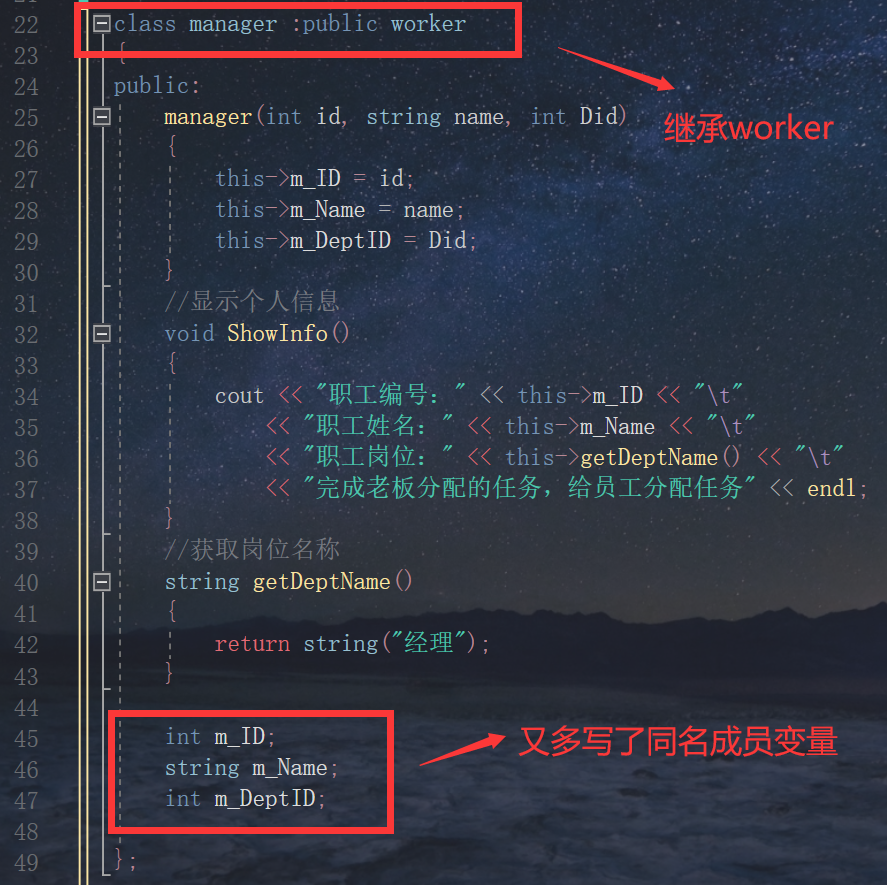 22 class manager :public worker
23 {
24 public:
25 manager(int id, string name, int Did)
26 {
27 this->m_ID = id;
28 this->m_Name = name;
29 this->m_DeptID = Did;
30 }
31 //显示个人信息
32 void ShowInfo()
33 {
34 cout << "职工编号：" << this->m_ID << "\t"
35 << "职工姓名：" << this->m_Name << "\t"
36 << "职工岗位：" << this->getDeptName() << "\t"
37 << "完成老板分配的任务，给员工分配任务" << endl;
38 }
39 //获取岗位名称
40 string getDeptName()
41 {
42 return string("经理");
43 }
44
45 int m_ID;
46 string m_Name;
47 int m_DeptID;
48
49 };
继承worker
又多写了同名成员变量